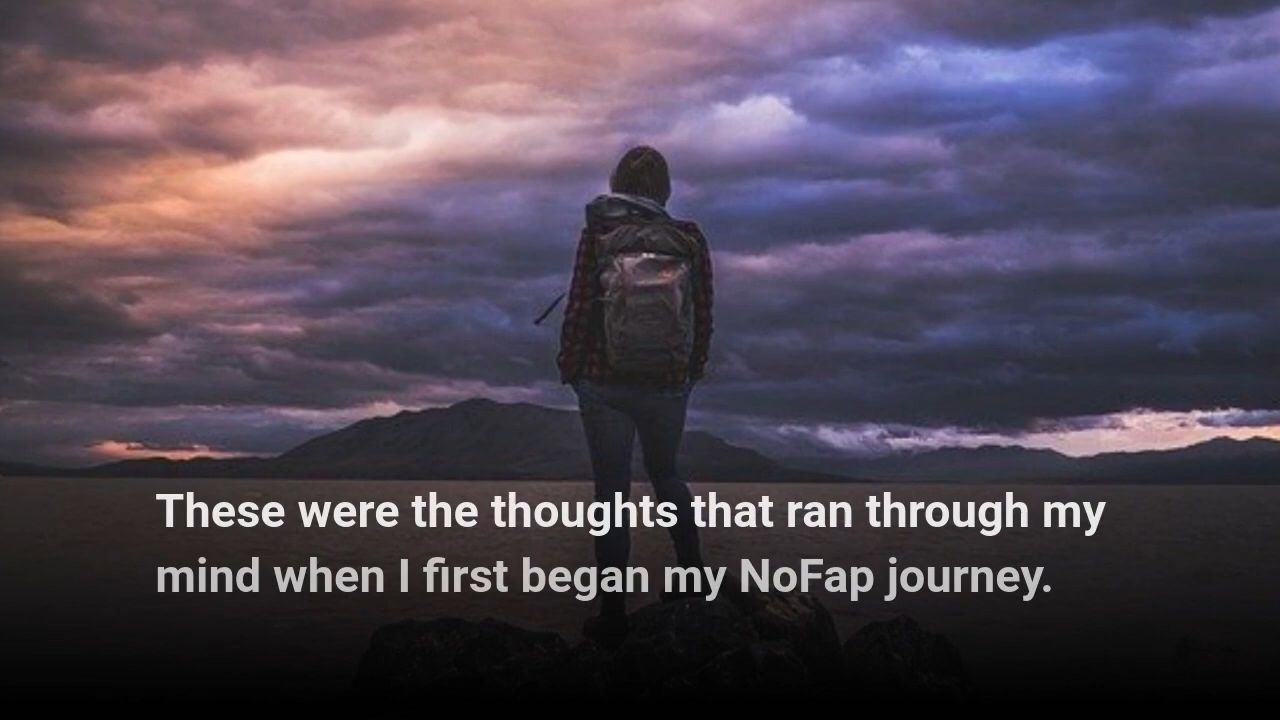 These were the thoughts that ran through my
mind when I first began my NoFap journey.